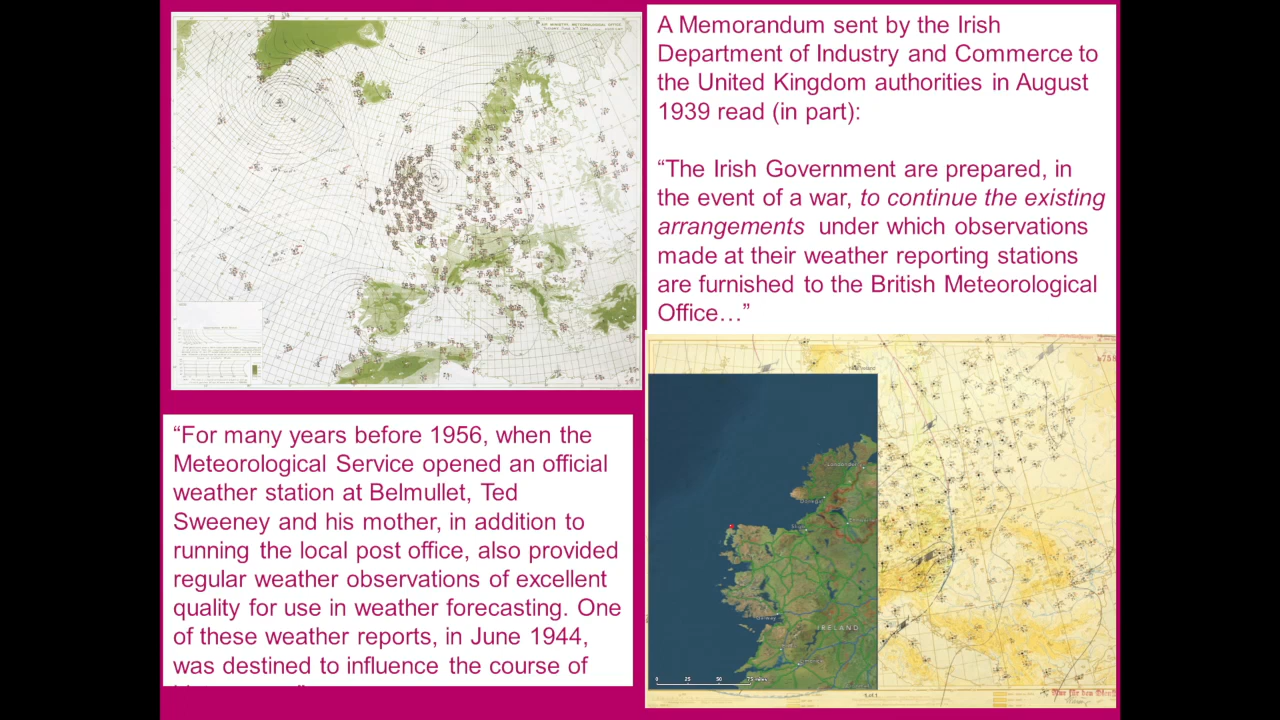 A Memorandum sent by the Irish
Department of Industry and Commerce to
the United Kingdom authorities in August
1939 read (in part):
“The Irish Government are prepared, in
the event of a war, to continue the existing
arrangements under which observations
made at their weather reporting stations
are furnished to the British Meteorological
Office…”
“For many years before 1956, when the
Meteorological Service opened an official
weather station at Belmullet, Ted
Sweeney and his mother, in addition to
running the local post office, also provided
regular weather observations of excellent
quality for use in weather forecasting. One
of these weather reports, in June 1944,
was destined to influence the course of
IRELAND
0 25 50 75 miles